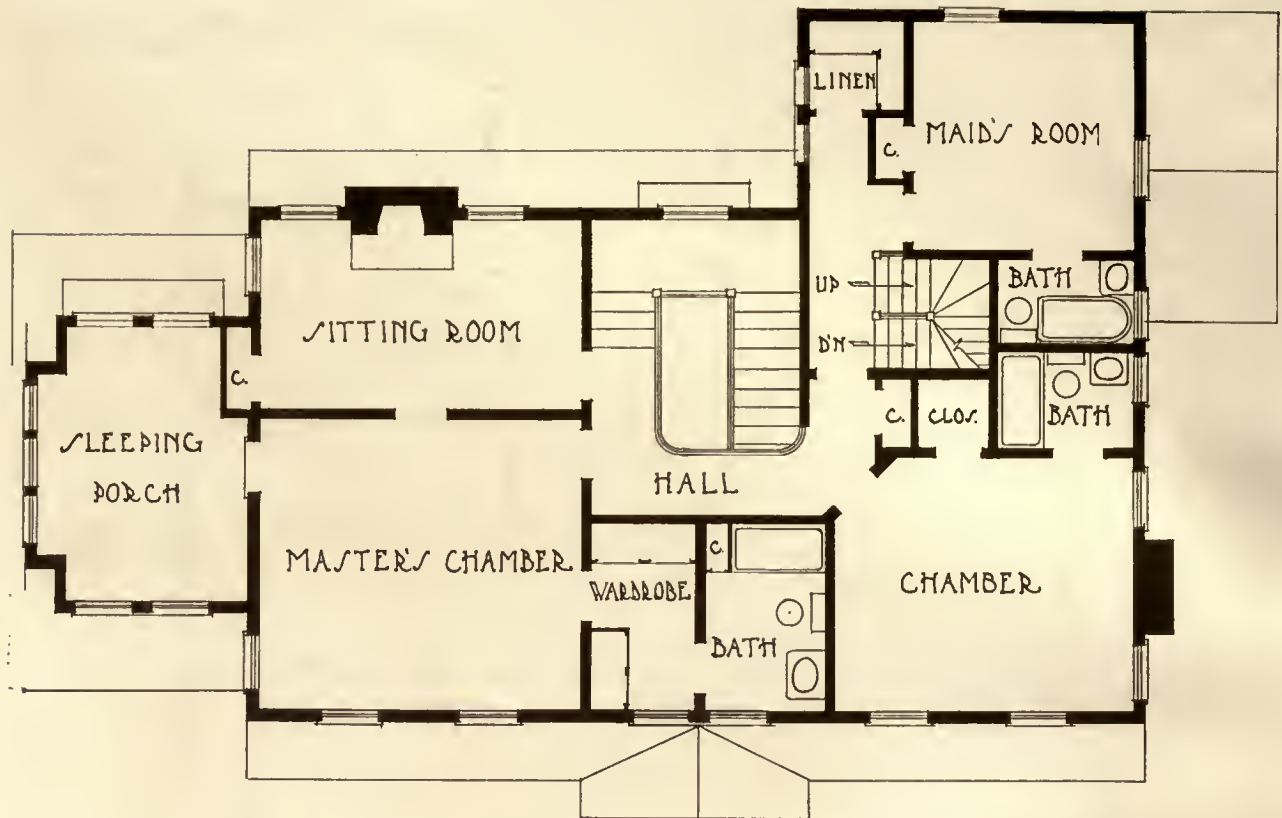 LINEN
MAID'S ROOM
C.
UP
BATH
SITTING ROOM
D'N
C.
C.
CLOS.
BATH
SLEEPING
PORCH
HALL
MASTER'S CHAMBER
C.
WARDROBE
CHAMBER
BATH